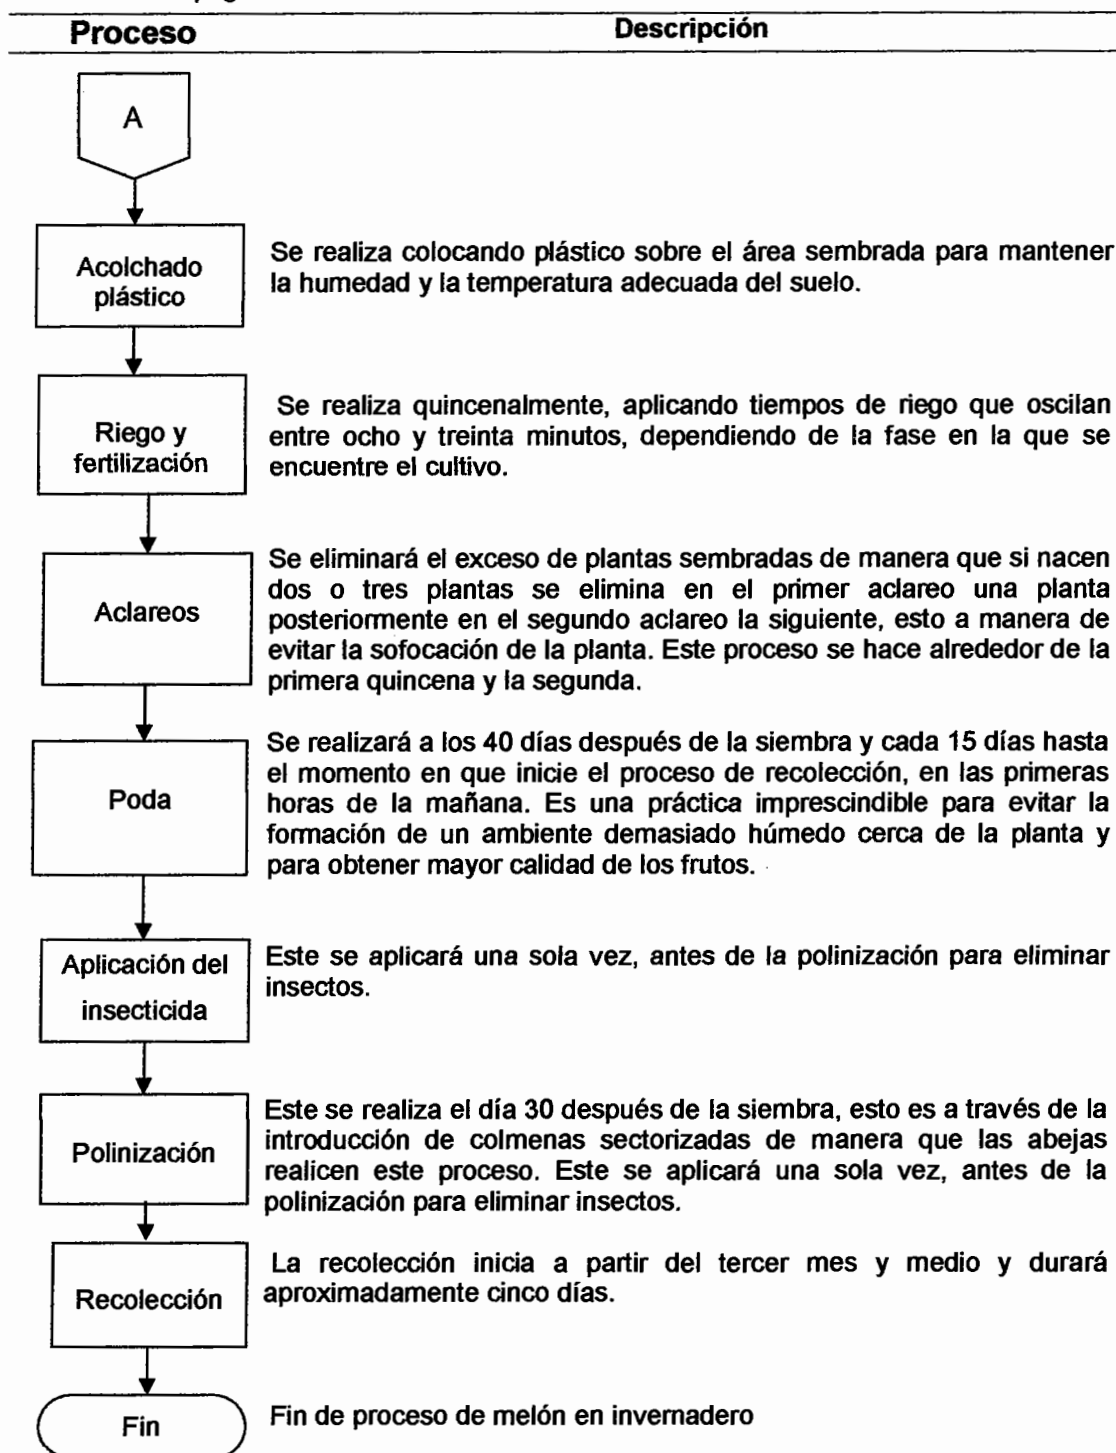 Proceso Descripción
A
Acolchado
plástico
Se realiza colocando plástico sobre el área sembrada para mantener
la humedad y la temperatura adecuada del suelo.
Riego y
fertilización
Se realiza quincenalmente, aplicando tiempos de riego que oscilan
entre ocho y treinta minutos, dependiendo de la fase en la que se
encuentre el cultivo.
Aclareos
Se eliminará el exceso de plantas sembradas de manera que si nacen
dos o tres plantas se elimina en el primer aclareo una planta
posteriormente en el segundo aclareo la siguiente, esto a manera de
evitar la sofocación de la planta. Este proceso se hace alrededor de la
primera quincena y la segunda.
Poda
Se realizará a los 40 días después de la siembra y cada 15 días hasta
el momento en que inicie el proceso de recolección, en las primeras
horas de la mañana. Es una práctica imprescindible para evitar la
formación de un ambiente demasiado húmedo cerca de la planta y
para obtener mayor calidad de los frutos.
Aplicación del
insecticida
Este se aplicará una sola vez, antes de la polinización para eliminar
insectos.
Polinización
Este se realiza el día 30 después de la siembra, esto es a través de la
introducción de colmenas sectorizadas de manera que las abejas
realicen este proceso. Este se aplicará una sola vez, antes de la
polinización para eliminar insectos.
Recolección
La recolección inicia a partir del tercer mes y medio y durará
aproximadamente cinco días.
Fin
Fin de proceso de melón en invernadero